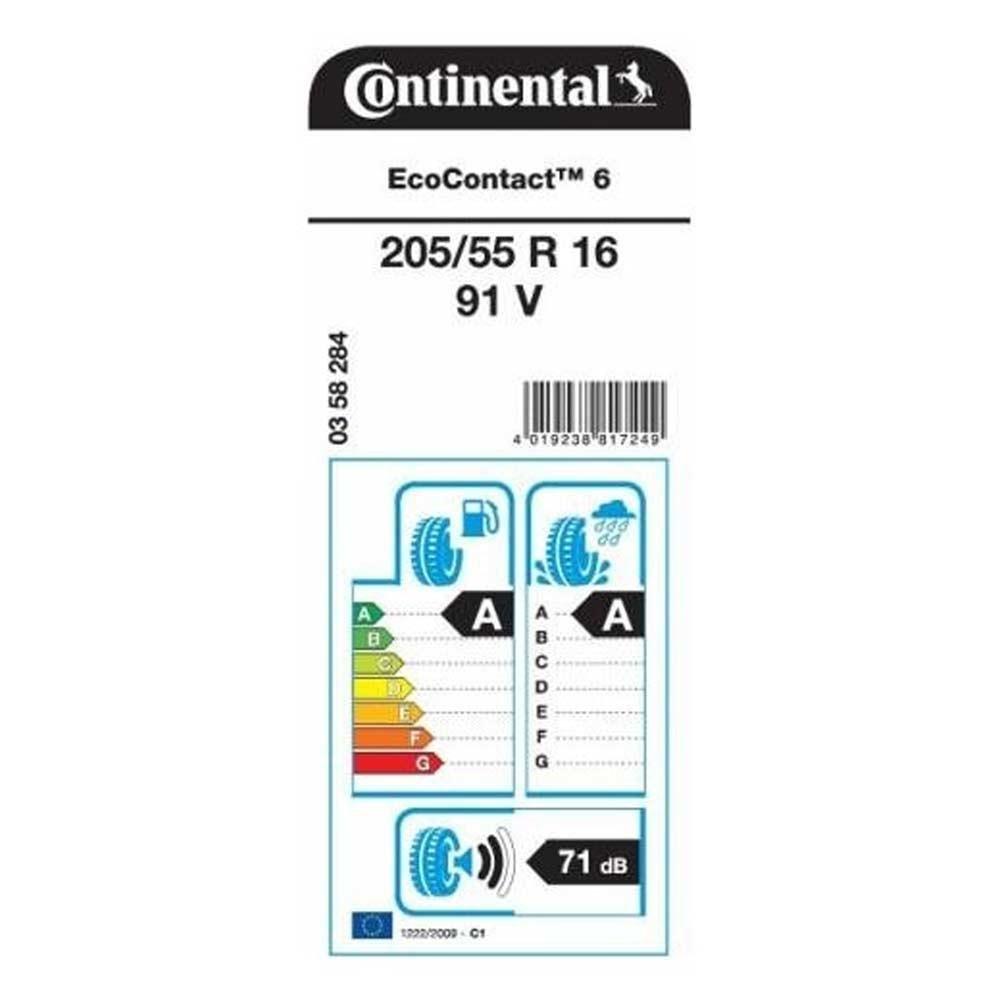 Continental
EcoContact™ 6
205/55 R 16
91 V
03 58 284
4 019238 817249
A
A
B
C
D
E
F
G
A
A
B
C
D
E
F
G
71 dB
1222/2009 - C1